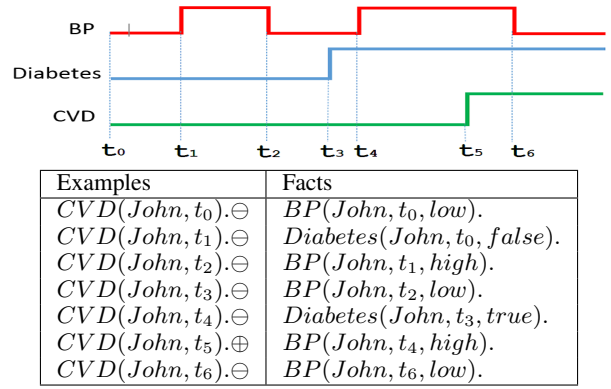 BP
Diabetes
CVD
t₀ t₁ t₂ t₃ t₄ t₅ t₆
Examples Facts
CVD(John, t₀).⊖ BP(John, t₀, low).
CVD(John, t₁).⊖ Diabetes(John, t₀, false).
CVD(John, t₂).⊖ BP(John, t₁, high).
CVD(John, t₃).⊖ BP(John, t₂, low).
CVD(John, t₄).⊖ Diabetes(John, t₃, true).
CVD(John, t₅).⊕ BP(John, t₄, high).
CVD(John, t₆).⊖ BP(John, t₆, low).